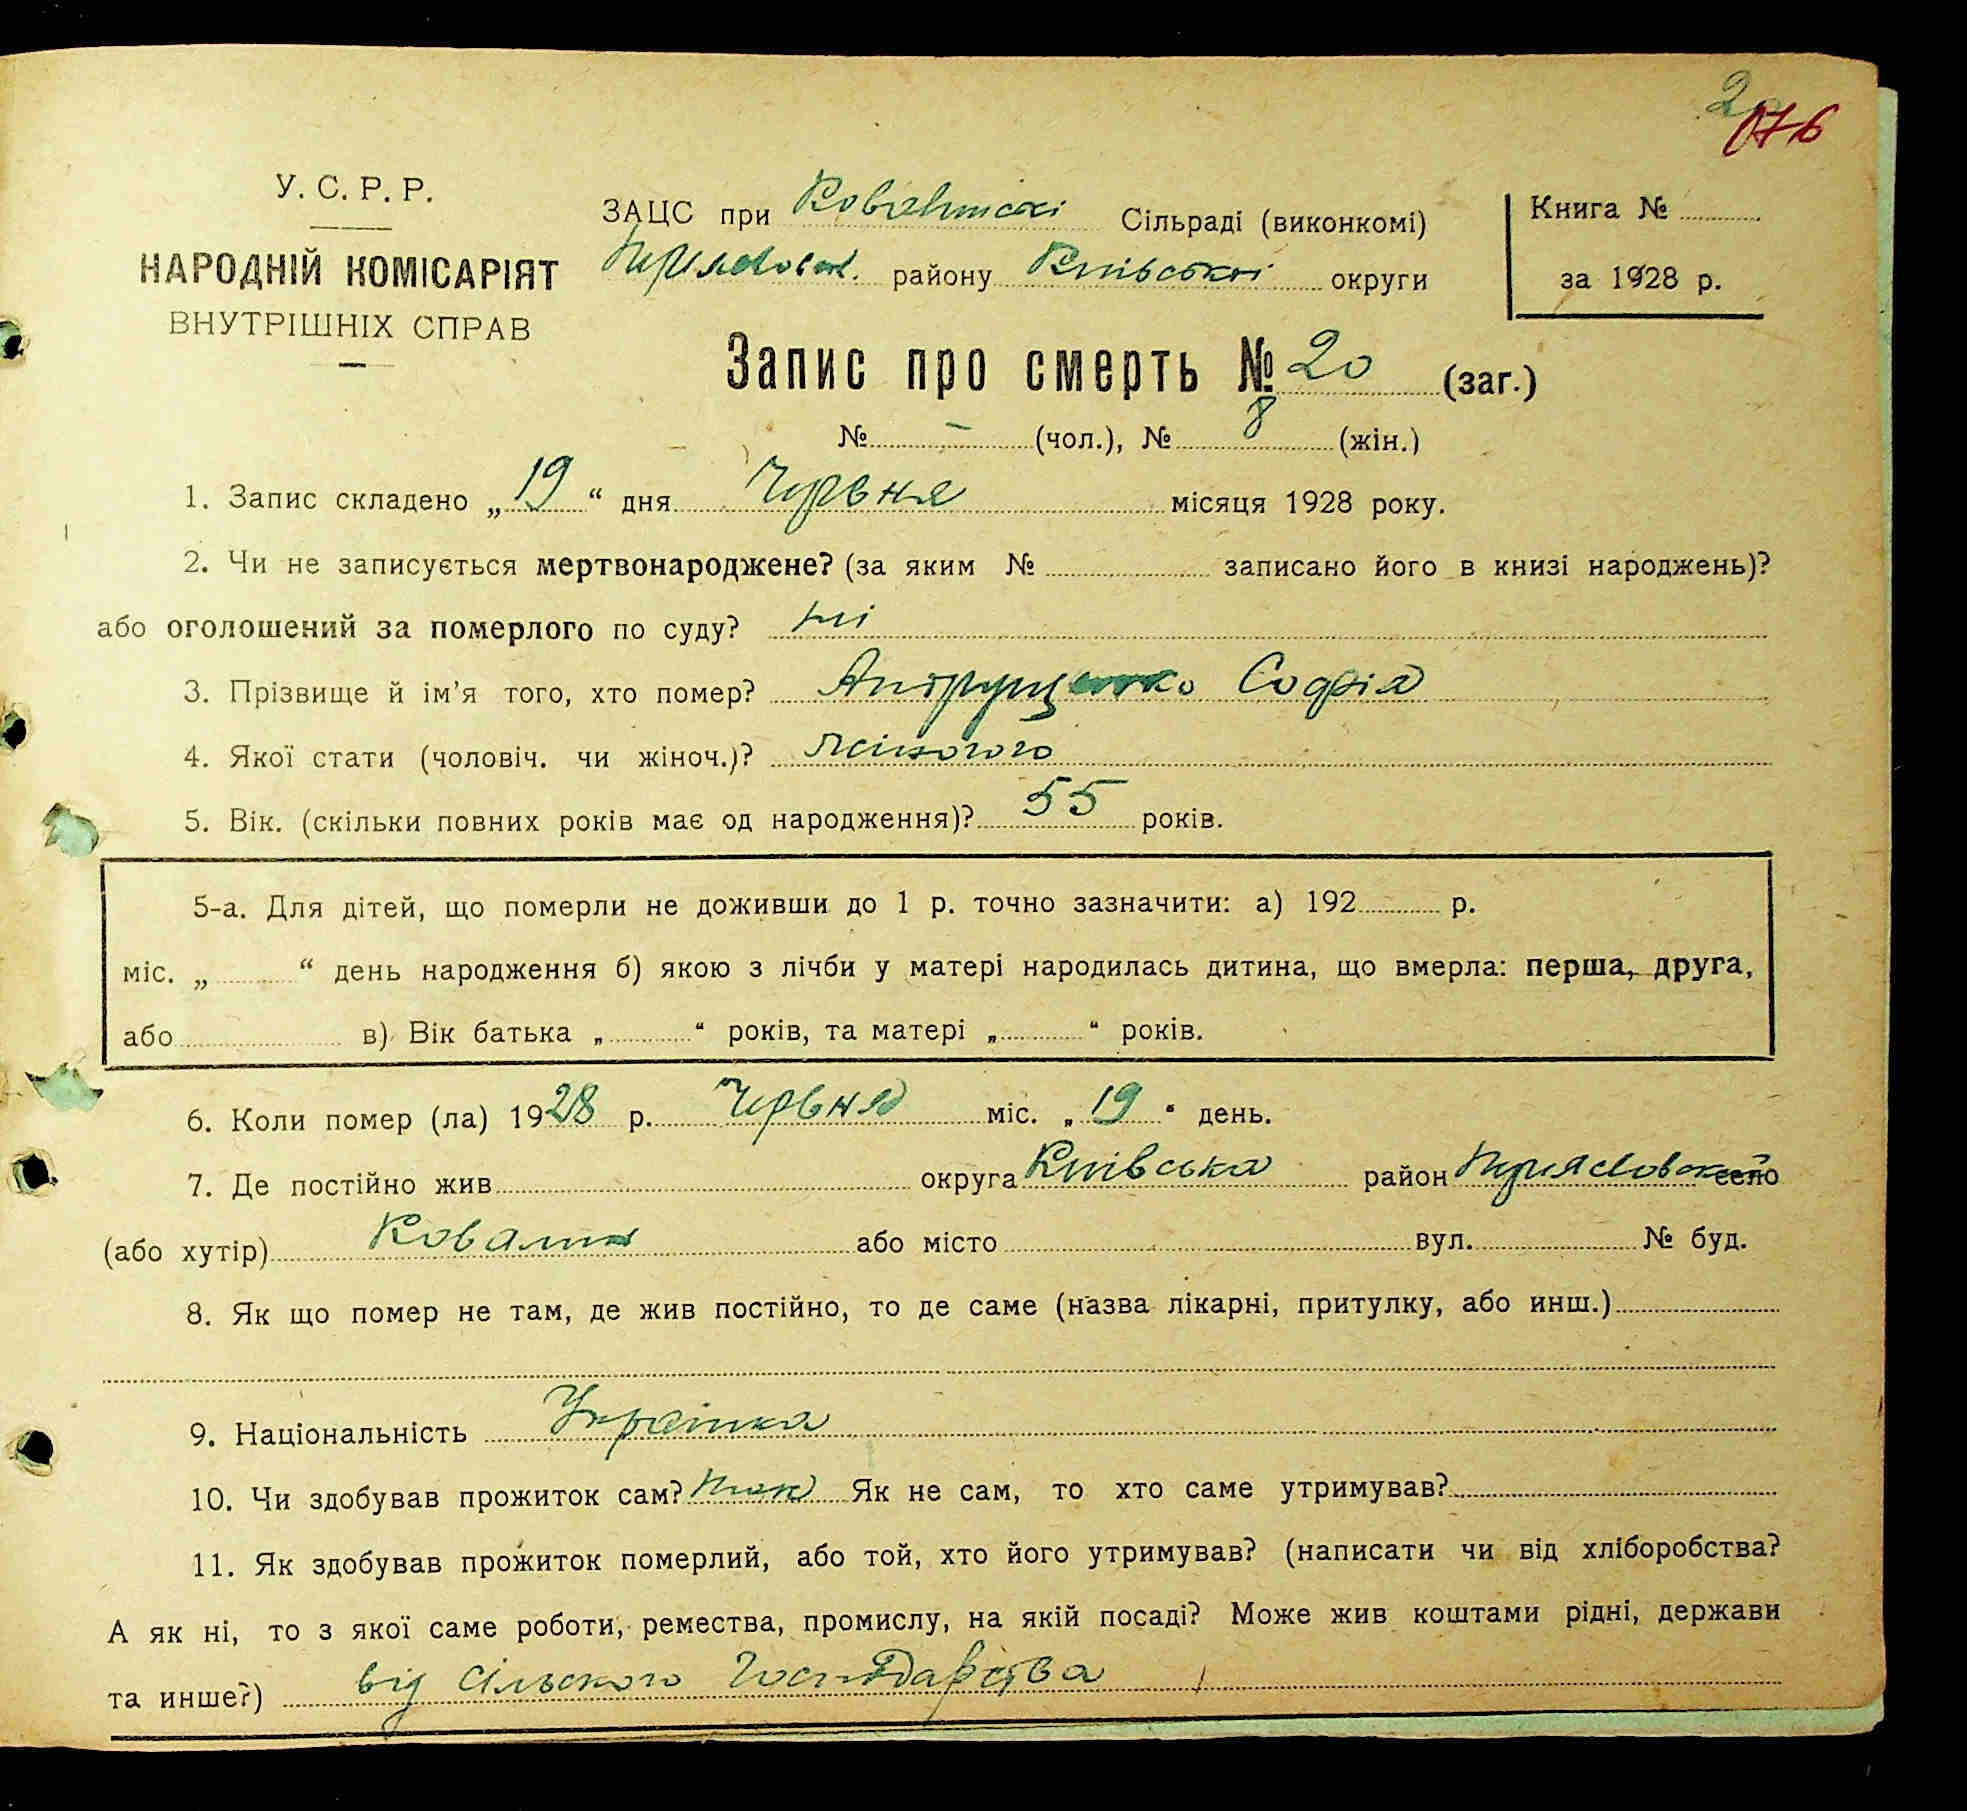 20
176
У. С. Р. Р.
НАРОДНІЙ КОМІСАРІЯТ
ВНУТРІШНІХ СПРАВ
ЗАЦС при Ковалинскі Сільраді (виконкомі)
району Київської округи
Книга №
за 1928 р.
Запис про смерть № 20 (заг.)
№ - (чол.), № 8 (жін.)
1. Запис складено „19“ дня Червня місяця 1928 року.
2. Чи не записується мертвонароджене? (за яким № записано його в книзі народжень)?
або оголошений за померлого по суду? ні
3. Прізвище й ім’я того, хто помер? Софія
4. Якої стати (чоловіч. чи жіноч.)? жіночого
5. Вік. (скільки повних років має од народження)? 55 років.
5-а. Для дітей, що померли не доживши до 1 р. точно зазначити: а) 192 р.
міс. „ “ день народження б) якою з лічби у матері народилась дитина, що вмерла: перша, друга,
або в) Вік батька „ “ років, та матері „ “ років.
6. Коли помер (ла) 1928 р. Червня міс. „19“ день.
7. Де постійно жив округа Київська район село
(або хутір) Ковалин або місто вул. № буд.
8. Як що помер не там, де жив постійно, то де саме (назва лікарні, притулку, або инш.)
9. Національність Українка
10. Чи здобував прожиток сам? так Як не сам, то хто саме утримував?
11. Як здобував прожиток померлий, або той, хто його утримував? (написати чи від хліборобства?
А як ні, то з якої саме роботи, ремества, промислу, на якій посаді? Може жив коштами рідні, держави
та инше?) від сільского господарства